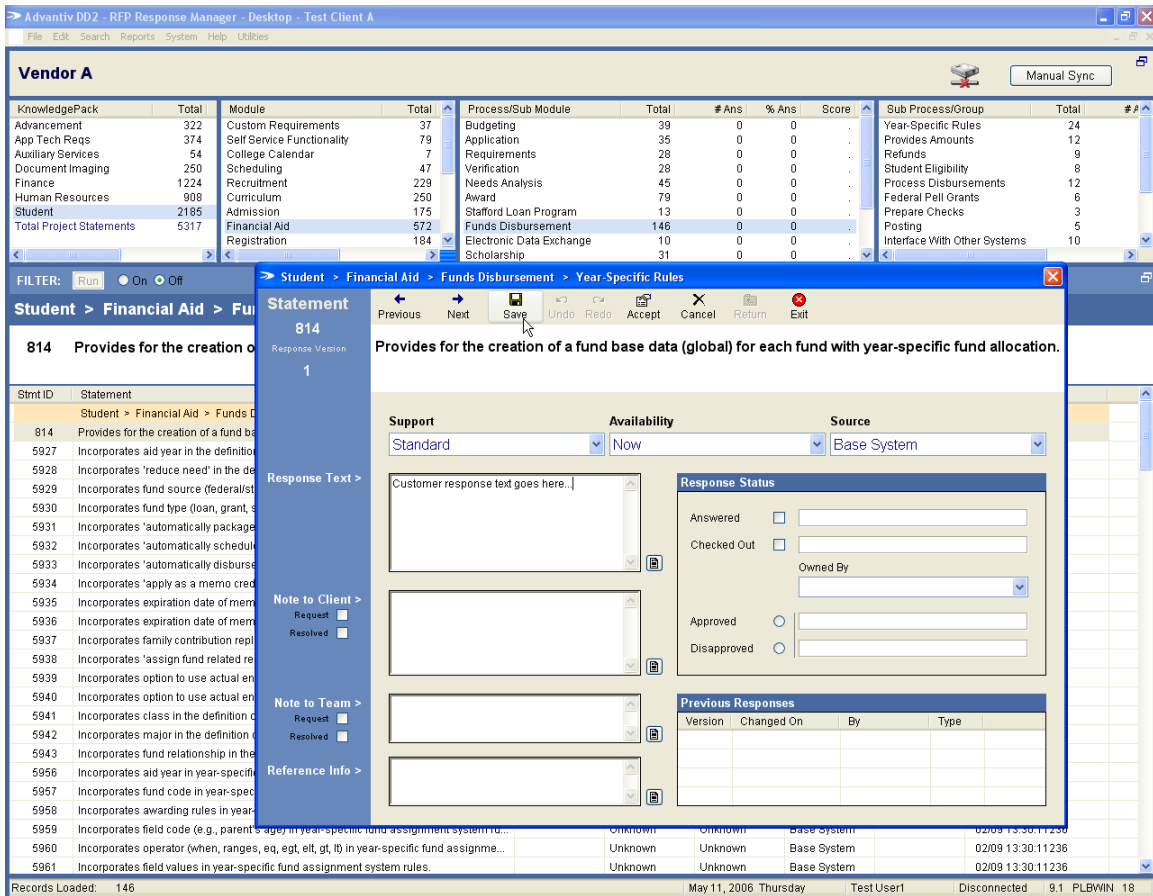 Advantiv DD2 - RFP Response Manager - Desktop - Test Client A
File Edit Search Reports System Help Utilities
Vendor A
Manual Sync
KnowledgePack Total
Advancement 322
App Tech Reqs 374
Auxiliary Services 54
Document Imaging 250
Finance 1224
Human Resources 908
Student 2185
Total Project Statements 5317
Module Total
Custom Requirements 37
Self Service Functionality 79
College Calendar 7
Scheduling 47
Recruitment 229
Curriculum 250
Admission 175
Financial Aid 572
Registration 184
Process/Sub Module Total # Ans % Ans Score
Budgeting 39 0 0 .
Application 35 0 0 .
Requirements 28 0 0 .
Verification 28 0 0 .
Needs Analysis 45 0 0 .
Award 79 0 0 .
Stafford Loan Program 13 0 0 .
Funds Disbursement 146 0 0 .
Electronic Data Exchange 10 0 0 .
Scholarship 31 0 0 .
Sub Process/Group Total # A
Year-Specific Rules 24
Provides Amounts 12
Refunds 9
Student Eligibility 8
Process Disbursements 12
Federal Pell Grants 6
Prepare Checks 3
Posting 5
Interface With Other Systems 10
FILTER: Run On Off
Student > Financial Aid > Fu
814 Provides for the creation o
Stmt ID Statement
Student > Financial Aid > Funds D
814 Provides for the creation of a fund ba
5927 Incorporates aid year in the definitio
5928 Incorporates 'reduce need' in the de
5929 Incorporates fund source (federal/st
5930 Incorporates fund type (loan, grant, s
5931 Incorporates 'automatically package
5932 Incorporates 'automatically schedul
5933 Incorporates 'automatically disburse
5934 Incorporates 'apply as a memo cred
5935 Incorporates expiration date of mem
5936 Incorporates expiration date of mem
5937 Incorporates family contribution repl
5938 Incorporates 'assign fund related re
5939 Incorporates option to use actual en
5940 Incorporates option to use actual en
5941 Incorporates class in the definition o
5942 Incorporates major in the definition
5943 Incorporates fund relationship in the
5956 Incorporates aid year in year-specifi
5957 Incorporates fund code in year-spec
5958 Incorporates awarding rules in year-
5959 Incorporates field code (e.g., parent's age) in year-specific fund assignment system ru... Unknown Unknown Base System 02/09 13:30:11236
5960 Incorporates operator (when, ranges, eq, egt, elt, gt, lt) in year-specific fund assignme... Unknown Unknown Base System 02/09 13:30:11236
5961 Incorporates field values in year-specific fund assignment system rules. Unknown Unknown Base System 02/09 13:30:11236
Student > Financial Aid > Funds Disbursement > Year-Specific Rules
Statement
814
Response Version
1
Previous Next Save Undo Redo Accept Cancel Return Exit
Provides for the creation of a fund base data (global) for each fund with year-specific fund allocation.
Support Availability Source
Standard Now Base System
Response Text >
Customer response text goes here...
Note to Client >
Request
Resolved
Note to Team >
Request
Resolved
Reference Info >
Response Status
Answered
Checked Out
Owned By
Approved
Disapproved
Previous Responses
Version Changed On By Type
Records Loaded: 146
May 11, 2006 Thursday Test User1 Disconnected 9.1 PLBWIN 18